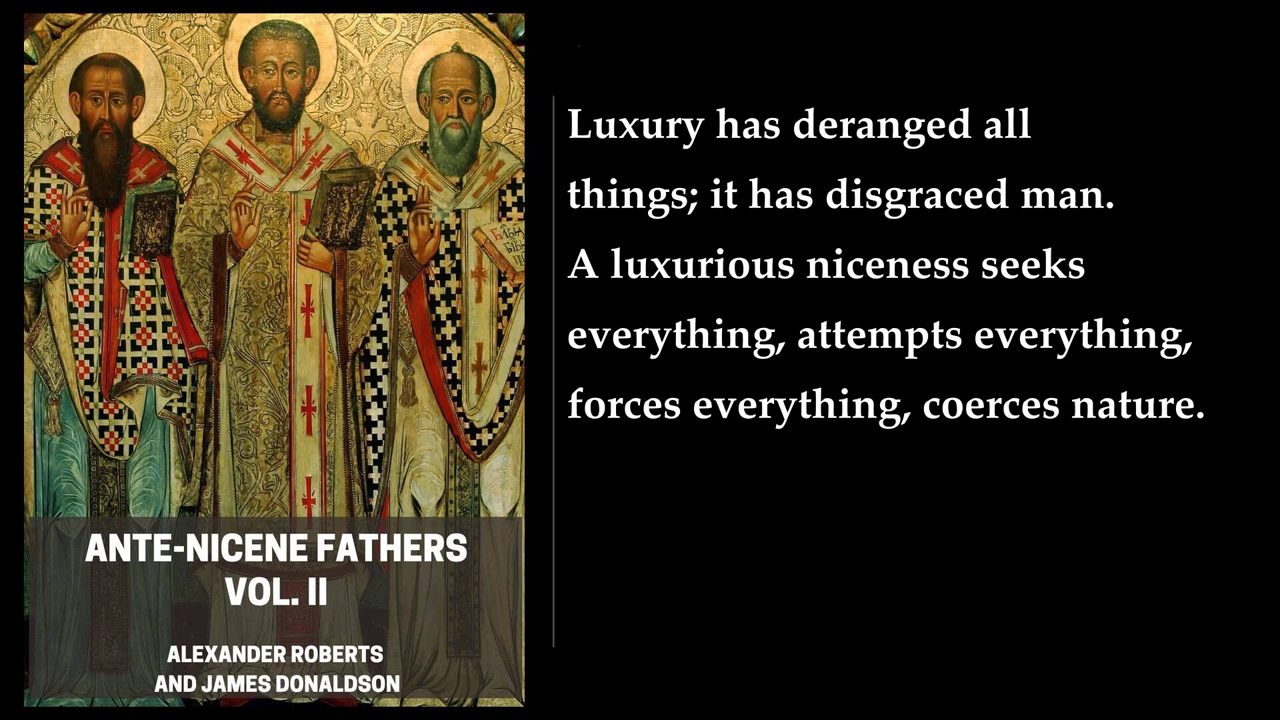 Luxury has deranged all
things; it has disgraced man.
A luxurious niceness seeks
everything, attempts everything,
forces everything, coerces nature.
ANTE-NICENE FATHERS
VOL. II
ALEXANDER ROBERTS
AND JAMES DONALDSON